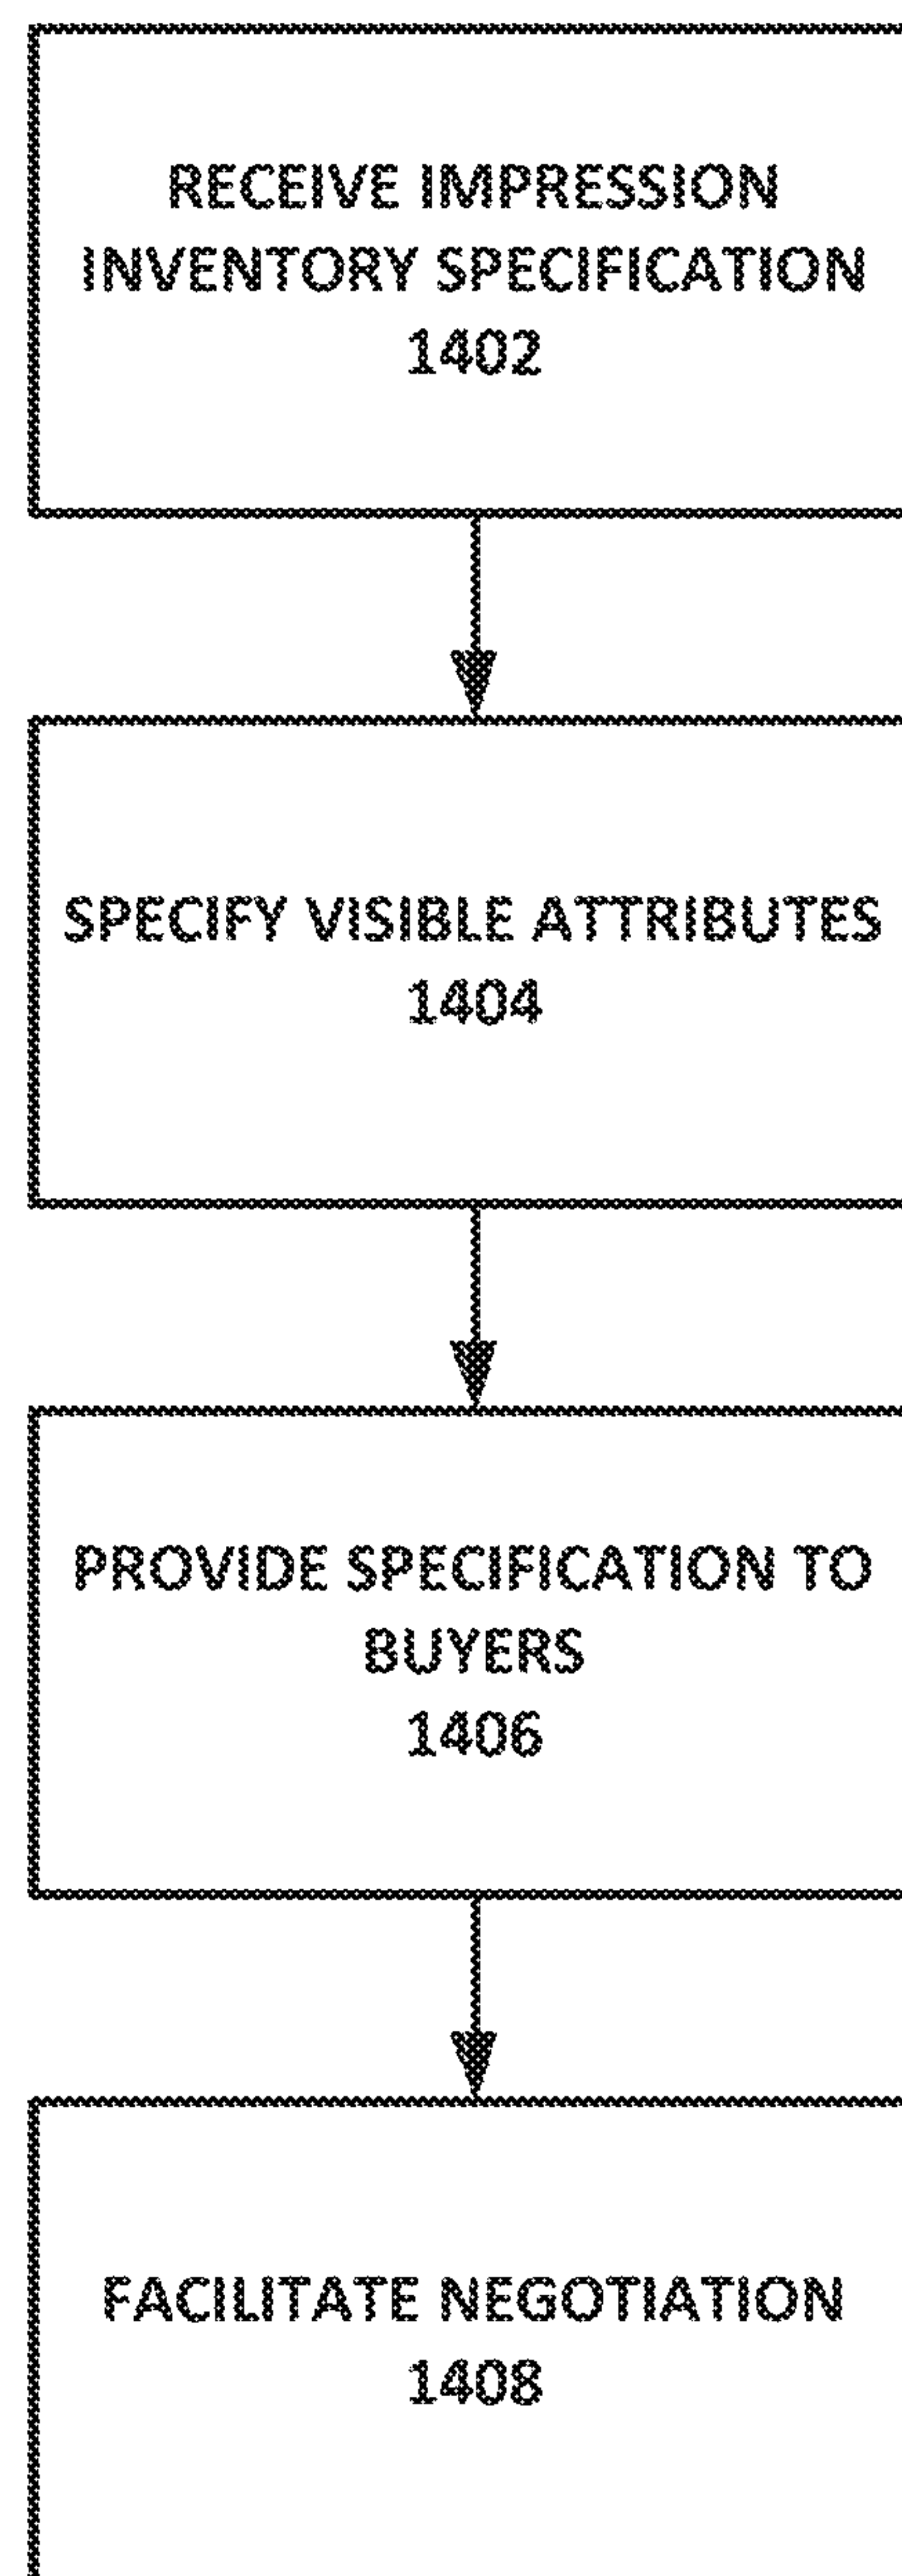 RECEIVE IMPRESSION
INVENTORY SPECIFICATION
1402
SPECIFY VISIBLE ATTRIBUTES
1404
PROVIDE SPECIFICATION TO
BUYERS
1406
FACILITATE NEGOTIATION
1408